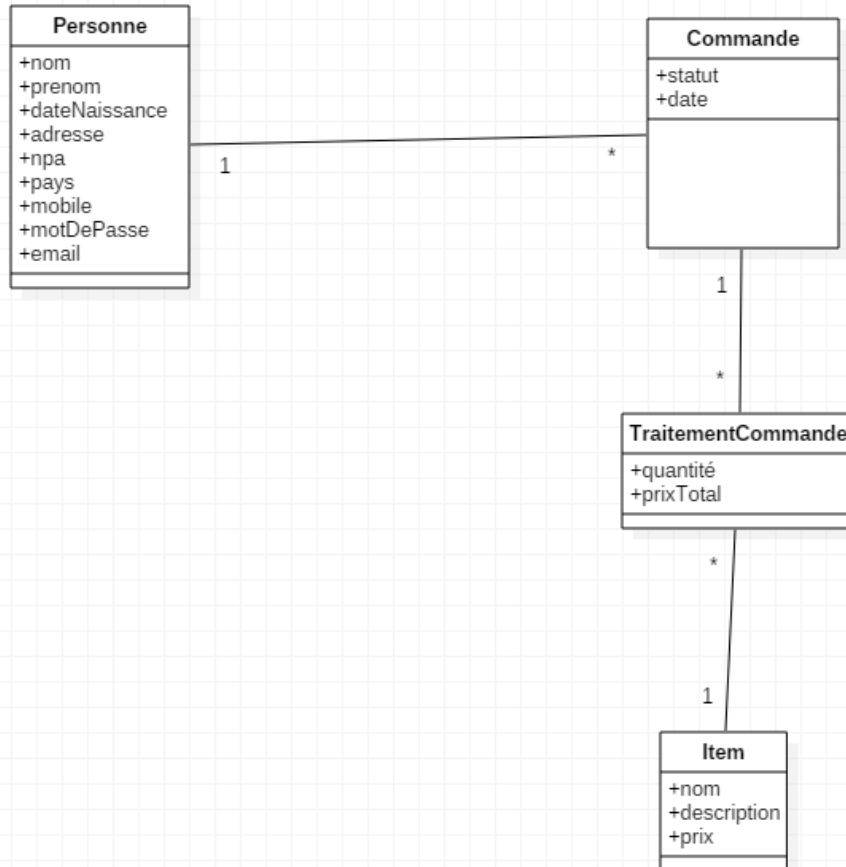 Personne
+nom
+prenom
+dateNaissance
+adresse
+npa
+pays
+mobile
+motDePasse
+email
1
*
Commande
+statut
+date
1
*
TraitementCommande
+quantité
+prixTotal
*
1
Item
+nom
+description
+prix